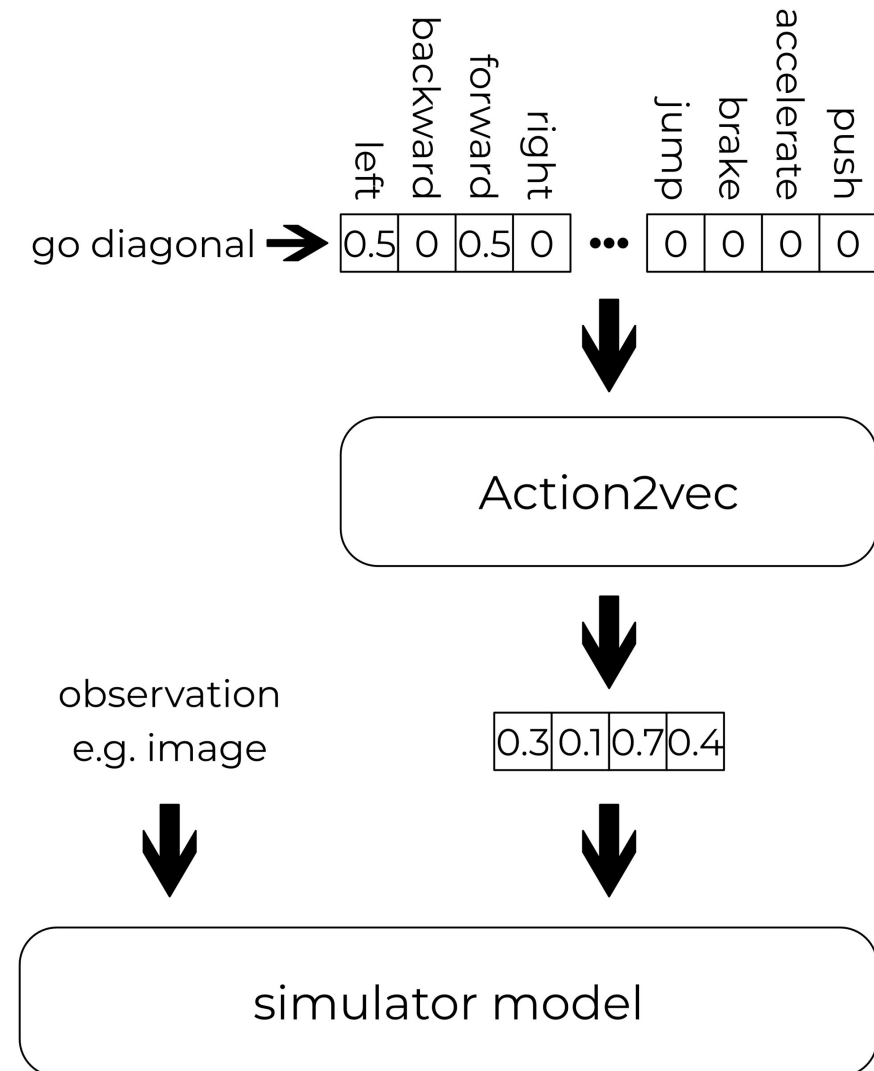 left
backward
forward
right
jump
brake
accelerate
push
go diagonal
0.5 0 0.5 0 ••• 0 0 0 0
Action2vec
observation
e.g. image
0.3 0.1 0.7 0.4
simulator model